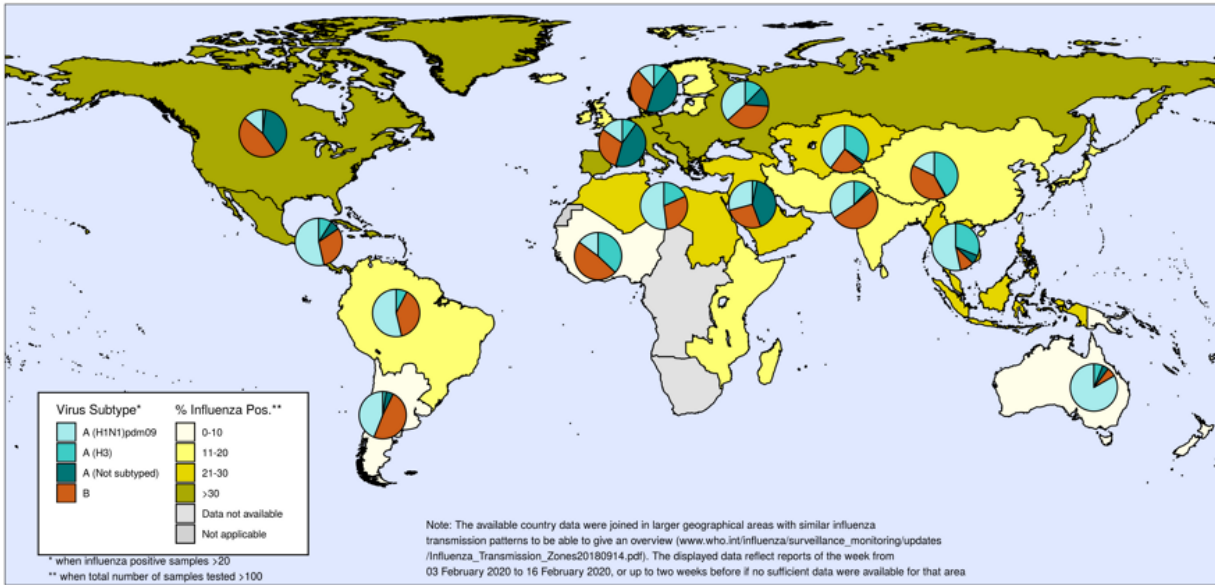 Virus Subtype*
A (H1N1)pdm09
A (H3)
A (Not subtyped)
B
% Influenza Pos.**
0-10
11-20
21-30
>30
Data not available
Not applicable
* when influenza positive samples >20
** when total number of samples tested >100
Note: The available country data were joined in larger geographical areas with similar influenza
transmission patterns to be able to give an overview (www.who.int/influenza/surveillance_monitoring/updates
/Influenza_Transmission_Zones20180914.pdf). The displayed data reflect reports of the week from
03 February 2020 to 16 February 2020, or up to two weeks before if no sufficient data were available for that area